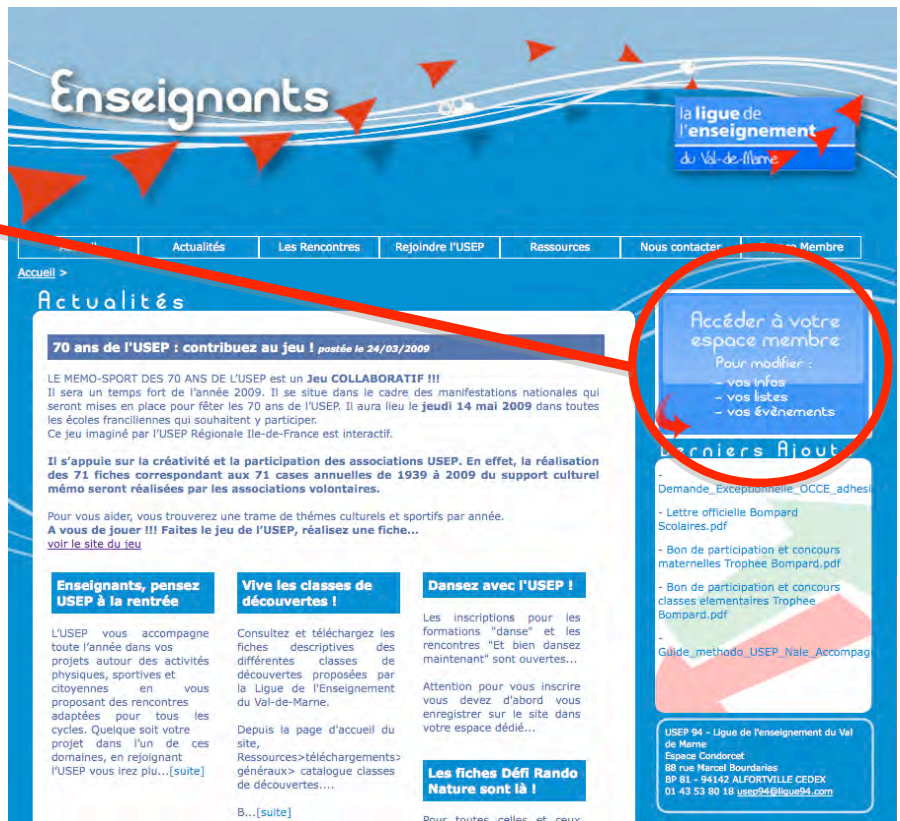 Enseignants
la ligue de
l'enseignement
du Val-de-Marne
Actualités
Les Rencontres
Rejoindre l'USEP
Ressources
Nous contacter
Membre
Accueil >
Actualités
70 ans de l'USEP : contribuez au jeu ! postée le 24/03/2009
LE MEMO-SPORT DES 70 ANS DE L'USEP est un Jeu COLLABORATIF !!!
Il sera un temps fort de l'année 2009. Il se situe dans le cadre des manifestations nationales qui
seront mises en place pour fêter les 70 ans de l'USEP. Il aura lieu le jeudi 14 mai 2009 dans toutes
les écoles franciliennes qui souhaitent y participer.
Ce jeu imaginé par l'USEP Régionale Ile-de-France est interactif.
Il s'appuie sur la créativité et la participation des associations USEP. En effet, la réalisation
des 71 fiches correspondant aux 71 cases annuelles de 1939 à 2009 du support culturel
mémo seront réalisées par les associations volontaires.
Pour vous aider, vous trouverez une trame de thémes culturels et sportifs par année.
A vous de jouer !!! Faites le jeu de l'USEP, réalisez une fiche...
voir le site du jeu
Enseignants, pensez
USEP à la rentrée
L'USEP vous accompagne
toute l'année dans vos
projets autour des activités
physiques, sportives et
citoyennes en vous
proposant des rencontres
adaptées pour tous les
cycles. Quelque soit votre
projet dans l'un de ces
domaines, en rejoignant
l'USEP vous irez plu...[suite]
Vive les classes de
découvertes !
Consultez et téléchargez les
fiches descriptives des
différentes classes de
découvertes proposées par
la Ligue de l'Enseignement
du Val-de-Marne.
Depuis la page d'accueil du
site,
Ressources>téléchargements>
généraux> catalogue classes
de découvertes....
B...[suite]
Dansez avec l'USEP !
Les inscriptions pour les
formations "danse" et les
rencontres "Et bien dansez
maintenant" sont ouvertes...
Attention pour vous inscrire
vous devez d'abord vous
enregistrer sur le site dans
votre espace dédié...
Les fiches Défi Rando
Nature sont là !
Pour toutes celles et ceux
Accéder à votre
espace membre
Pour modifier :
- vos infos
- vos listes
- vos évènements
Derniers Ajouts
-
Demande_Exceptionnelle_OCCE_adhesi
- Lettre officielle Bompard
Scolaires.pdf
- Bon de participation et concours
maternelles Trophee Bompard.pdf
- Bon de participation et concours
classes elementaires Trophee
Bompard.pdf
-
Guide_methodo_USEP_Nale_Accompag
USEP 94 - Ligue de l'enseignement du Val
de Marne
Espace Condorcet
88 rue Marcel Bourdarias
BP 81 - 94142 ALFORTVILLE CEDEX
01 43 53 80 18 usep94@ligue94.com